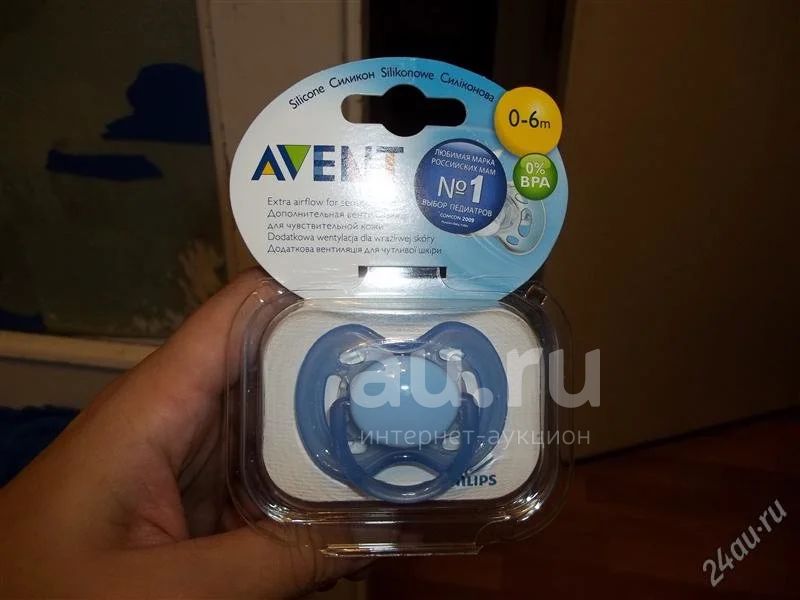 Silicone Силикон Silikonowe Силіконова
0-6m
AVENT
0%
BPA
ЛЮБИМАЯ МАРКА
РОССИЙСКИХ МАМ
№1
ВЫБОР ПЕДИАТРОВ
COMCON 2009
Extra airflow for
Дополнительная
для чувствительной кожи
Dodatkowa wentylacja dla wrażliwej skóry
Додаткова вентиляція для чутливої шкіри
au.ru
интернет-аукцион
PHILIPS
24au.ru